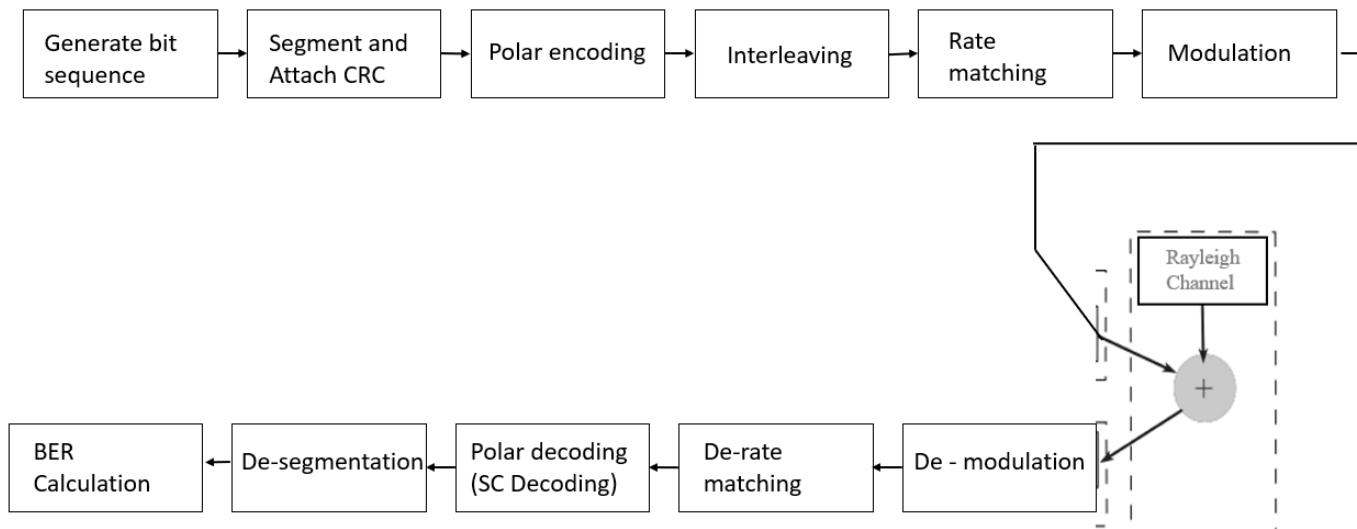 Generate bit
sequence
Segment and
Attach CRC
Polar encoding
Interleaving
Rate
matching
Modulation
Rayleigh
Channel
+
BER
Calculation
De-segmentation
Polar decoding
(SC Decoding)
De-rate
matching
De - modulation